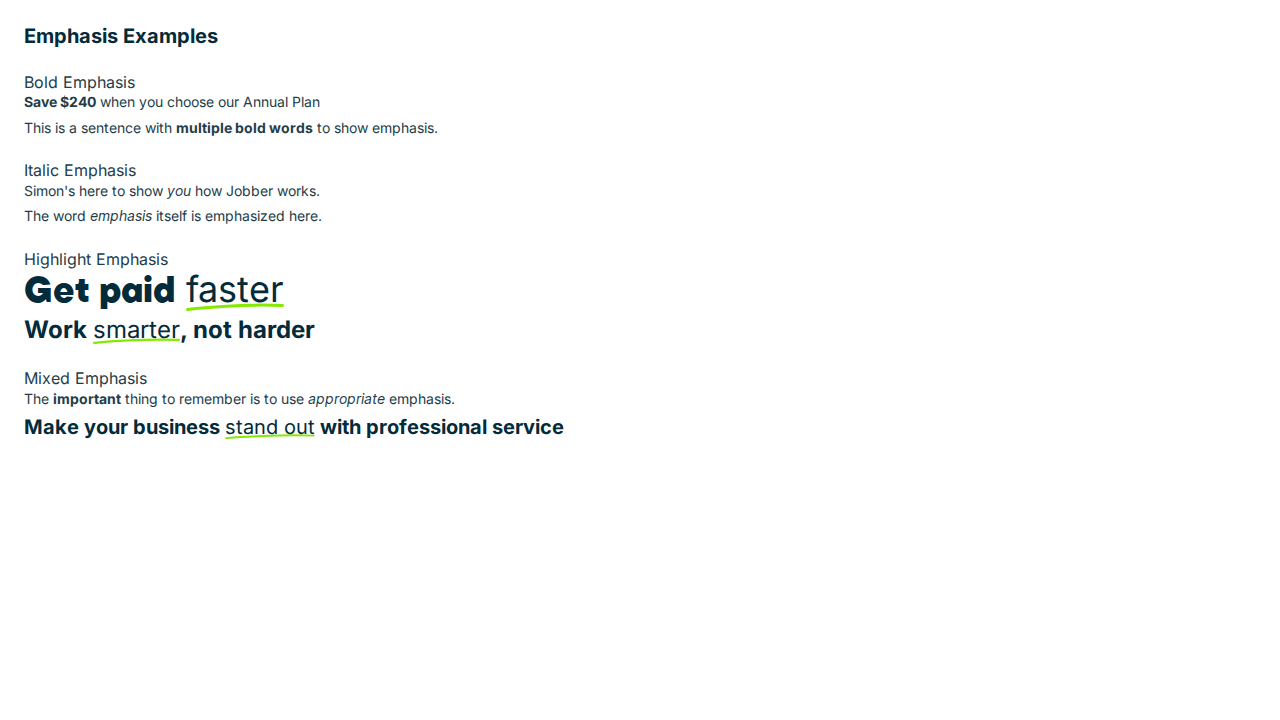 Emphasis Examples
Bold Emphasis
Save $240 when you choose our Annual Plan
This is a sentence with multiple bold words to show emphasis.
Italic Emphasis
Simon's here to show you how Jobber works.
The word emphasis itself is emphasized here.
Highlight Emphasis
Get paid faster
Work smarter, not harder
Mixed Emphasis
The important thing to remember is to use appropriate emphasis.
Make your business stand out with professional service